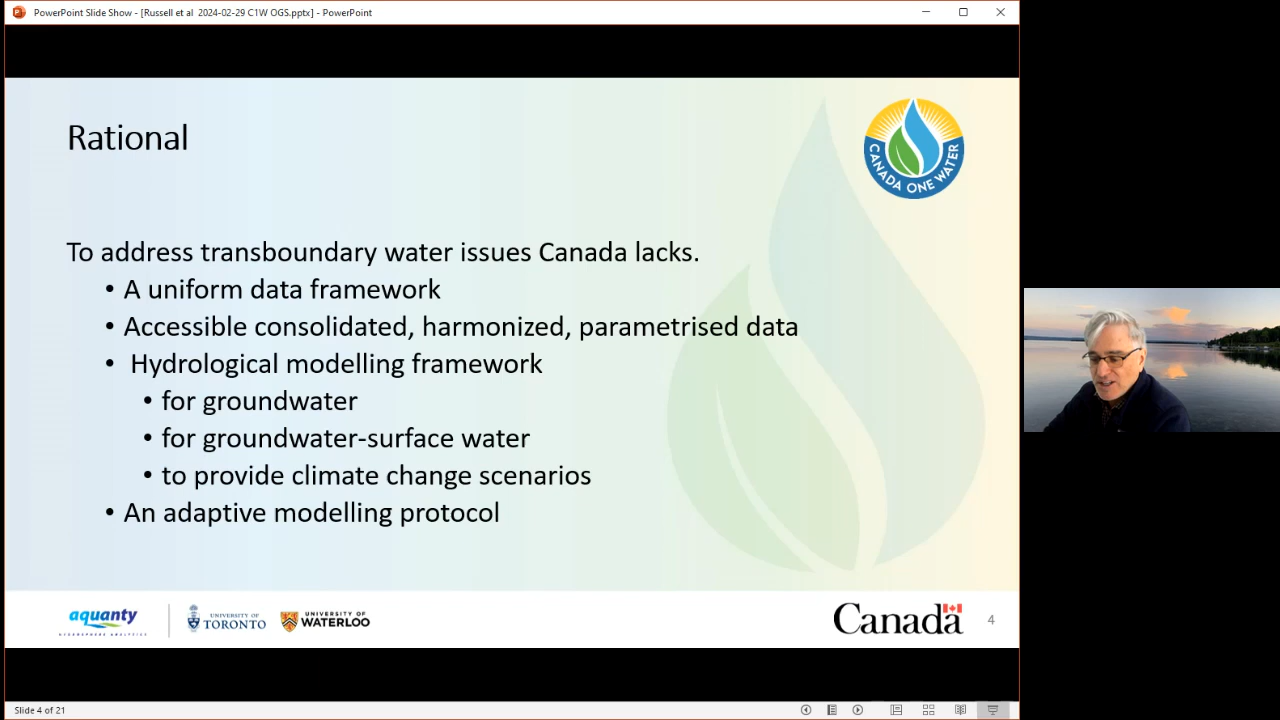 PowerPoint Slide Show - [Russell et al 2024-02-29 C1W OGS.pptx] - PowerPoint
Rational
CANADA ONE WATER
To address transboundary water issues Canada lacks.
• A uniform data framework
• Accessible consolidated, harmonized, parametrised data
• Hydrological modelling framework
• for groundwater
• for groundwater-surface water
• to provide climate change scenarios
• An adaptive modelling protocol
aquanty
HYDROSPHERE ANALYTICS
UNIVERSITY OF
TORONTO
UNIVERSITY OF
WATERLOO
Canada
4
Slide 4 of 21